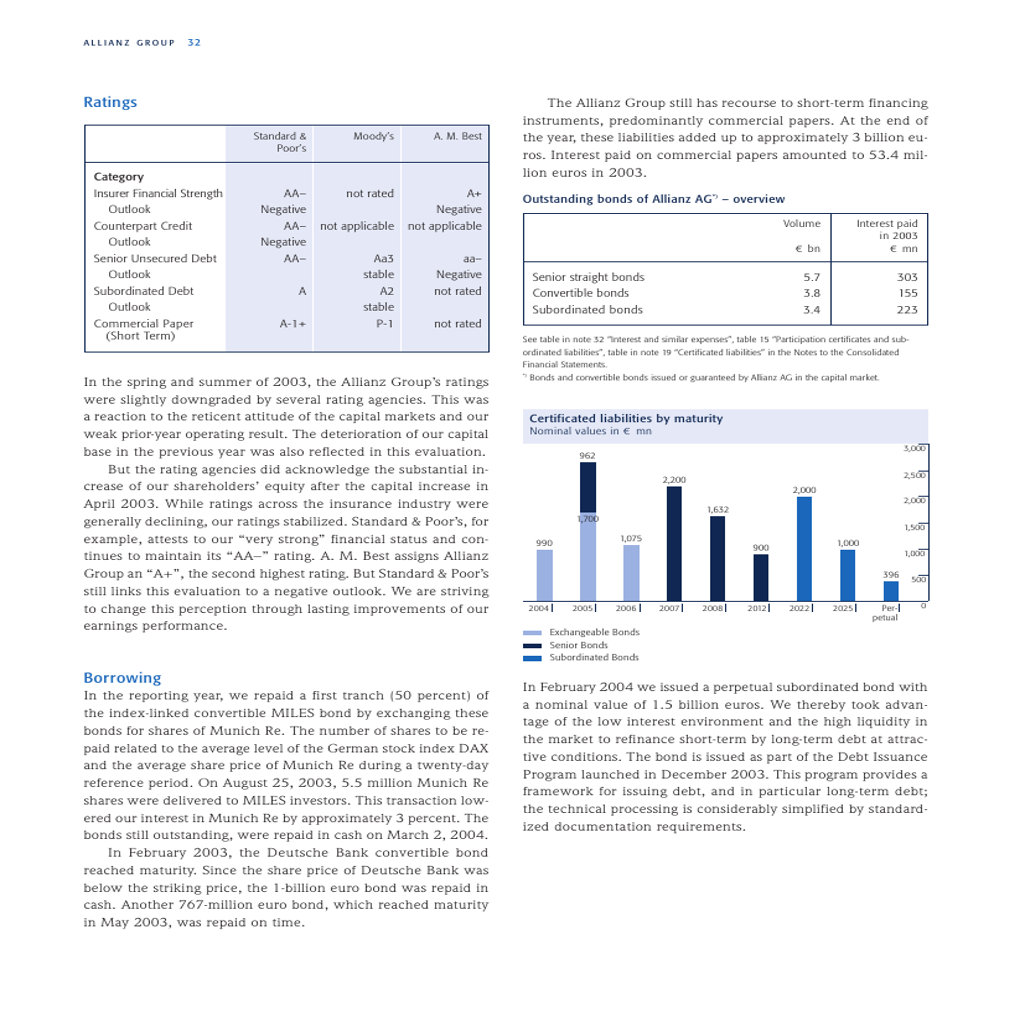 ALLIANZ GROUP 32
Ratings
Standard & Poor's Moody's A. M. Best
Category
Insurer Financial Strength AA– not rated A+
Outlook Negative Negative
Counterpart Credit AA– not applicable not applicable
Outlook Negative
Senior Unsecured Debt AA– Aa3 aa–
Outlook stable Negative
Subordinated Debt A A2 not rated
Outlook stable
Commercial Paper A-1+ P-1 not rated
(Short Term)
In the spring and summer of 2003, the Allianz Group's ratings
were slightly downgraded by several rating agencies. This was
a reaction to the reticent attitude of the capital markets and our
weak prior-year operating result. The deterioration of our capital
base in the previous year was also reflected in this evaluation.
But the rating agencies did acknowledge the substantial in-
crease of our shareholders' equity after the capital increase in
April 2003. While ratings across the insurance industry were
generally declining, our ratings stabilized. Standard & Poor's, for
example, attests to our "very strong" financial status and con-
tinues to maintain its "AA–" rating. A. M. Best assigns Allianz
Group an "A+", the second highest rating. But Standard & Poor's
still links this evaluation to a negative outlook. We are striving
to change this perception through lasting improvements of our
earnings performance.
Borrowing
In the reporting year, we repaid a first tranch (50 percent) of
the index-linked convertible MILES bond by exchanging these
bonds for shares of Munich Re. The number of shares to be re-
paid related to the average level of the German stock index DAX
and the average share price of Munich Re during a twenty-day
reference period. On August 25, 2003, 5.5 million Munich Re
shares were delivered to MILES investors. This transaction low-
ered our interest in Munich Re by approximately 3 percent. The
bonds still outstanding, were repaid in cash on March 2, 2004.
In February 2003, the Deutsche Bank convertible bond
reached maturity. Since the share price of Deutsche Bank was
below the striking price, the 1-billion euro bond was repaid in
cash. Another 767-million euro bond, which reached maturity
in May 2003, was repaid on time.
The Allianz Group still has recourse to short-term financing
instruments, predominantly commercial papers. At the end of
the year, these liabilities added up to approximately 3 billion eu-
ros. Interest paid on commercial papers amounted to 53.4 mil-
lion euros in 2003.
Outstanding bonds of Allianz AG*) – overview
Volume Interest paid
in 2003
€ bn € mn
Senior straight bonds 5.7 303
Convertible bonds 3.8 155
Subordinated bonds 3.4 223
See table in note 32 "Interest and similar expenses", table 15 "Participation certificates and sub-
ordinated liabilities", table in note 19 "Certificated liabilities" in the Notes to the Consolidated
Financial Statements.
*) Bonds and convertible bonds issued or guaranteed by Allianz AG in the capital market.
Certificated liabilities by maturity
Nominal values in € mn
3,000
2,500
2,000
1,500
1,000
500
0
990
962
1,700
1,075
2,200
1,632
900
2,000
1,000
396
2004 2005 2006 2007 2008 2012 2022 2025 Per-
petual
Exchangeable Bonds
Senior Bonds
Subordinated Bonds
In February 2004 we issued a perpetual subordinated bond with
a nominal value of 1.5 billion euros. We thereby took advan-
tage of the low interest environment and the high liquidity in
the market to refinance short-term by long-term debt at attrac-
tive conditions. The bond is issued as part of the Debt Issuance
Program launched in December 2003. This program provides a
framework for issuing debt, and in particular long-term debt;
the technical processing is considerably simplified by standard-
ized documentation requirements.